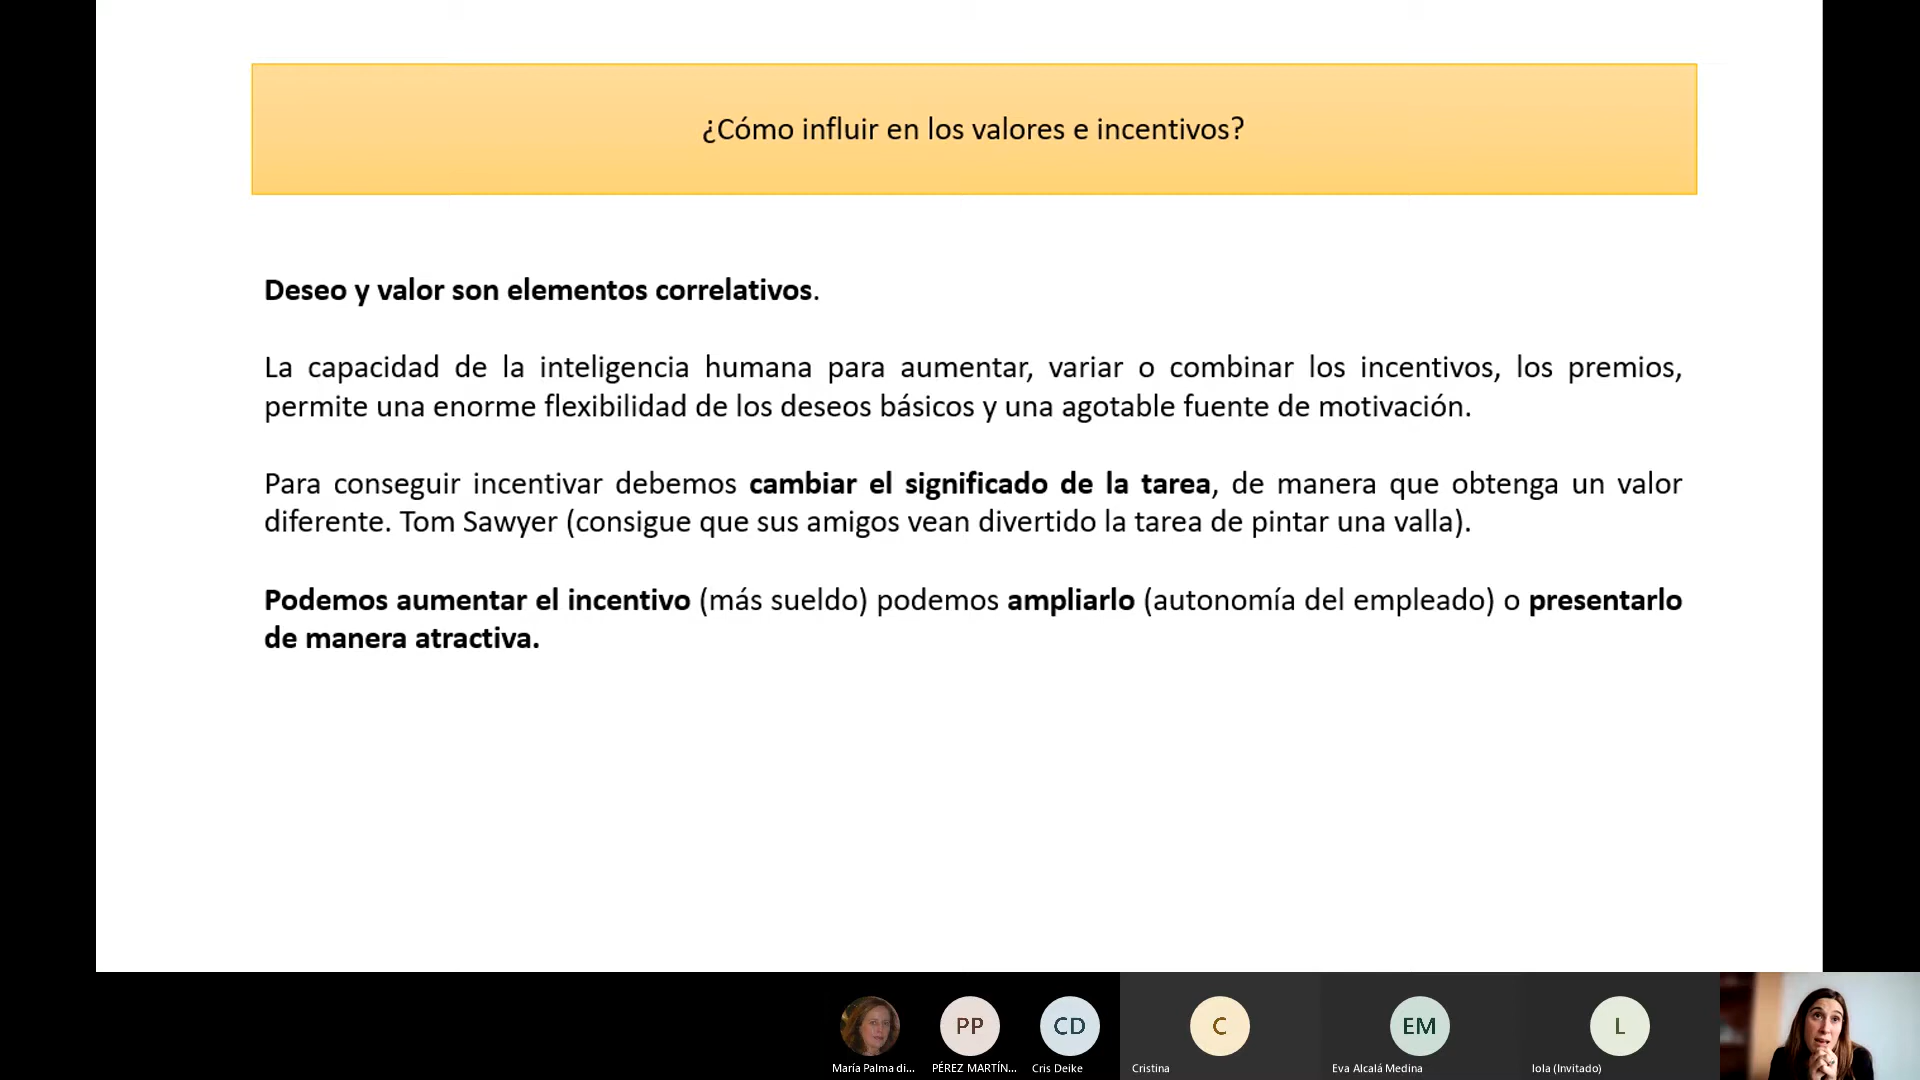 ¿Cómo influir en los valores e incentivos?
Deseo y valor son elementos correlativos.
La capacidad de la inteligencia humana para aumentar, variar o combinar los incentivos, los premios,
permite una enorme flexibilidad de los deseos básicos y una agotable fuente de motivación.
Para conseguir incentivar debemos cambiar el significado de la tarea, de manera que obtenga un valor
diferente. Tom Sawyer (consigue que sus amigos vean divertido la tarea de pintar una valla).
Podemos aumentar el incentivo (más sueldo) podemos ampliarlo (autonomía del empleado) o presentarlo
de manera atractiva.
PP
CD
C
EM
L
María Palma di...
PÉREZ MARTÍN...
Cris Deike
Cristina
Eva Alcalá Medina
lola (Invitado)